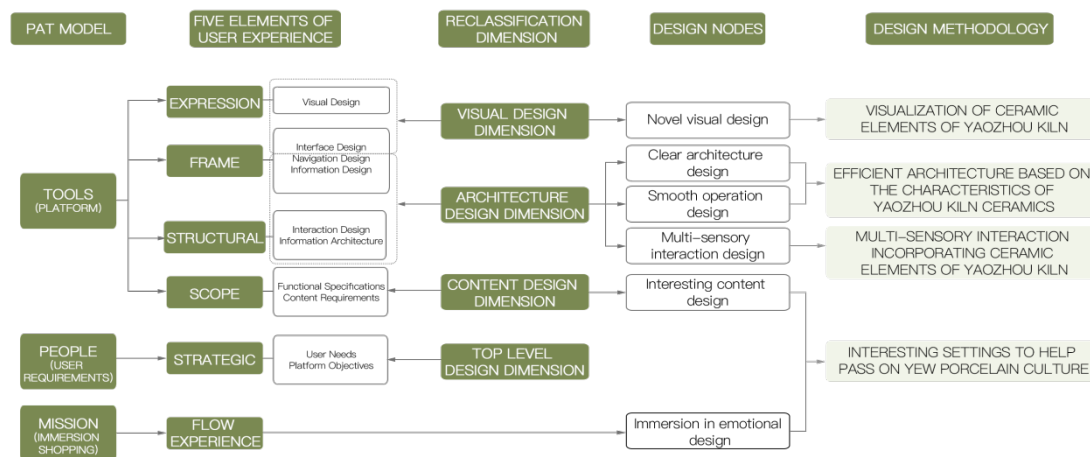 PAT MODEL
FIVE ELEMENTS OF
USER EXPERIENCE
RECLASSIFICATION
DIMENSION
DESIGN NODES
DESIGN METHODOLOGY
TOOLS
(PLATFORM)
EXPRESSION
Visual Design
FRAME
Interface Design
Navigation Design
Information Design
STRUCTURAL
Interaction Design
Information Architecture
SCOPE
Functional Specifications
Content Requirements
VISUAL DESIGN
DIMENSION
Novel visual design
VISUALIZATION OF CERAMIC
ELEMENTS OF YAOZHOU KILN
ARCHITECTURE
DESIGN DIMENSION
Clear architecture
design
Smooth operation
design
EFFICIENT ARCHITECTURE BASED ON
THE CHARACTERISTICS OF
YAOZHOU KILN CERAMICS
Multi-sensory
interaction design
MULTI-SENSORY INTERACTION
INCORPORATING CERAMIC
ELEMENTS OF YAOZHOU KILN
CONTENT DESIGN
DIMENSION
Interesting content
design
PEOPLE
(USER
REQUIREMENTS)
STRATEGIC
User Needs
Platform Objectives
TOP LEVEL
DESIGN DIMENSION
INTERESTING SETTINGS TO HELP
PASS ON YEW PORCELAIN CULTURE
MISSION
(IMMERSION
SHOPPING)
FLOW
EXPERIENCE
Immersion in emotional
design